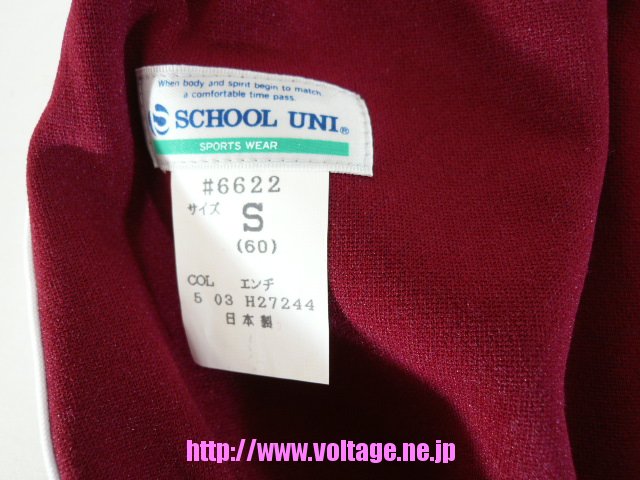 When body and spirit begin to match,
a comfortable time pass.
S SCHOOL UNI®
SPORTS WEAR
#6622
サイズ S
(60)
COL エンヂ
5 03 H27244
日本製
http://www.voltage.ne.jp